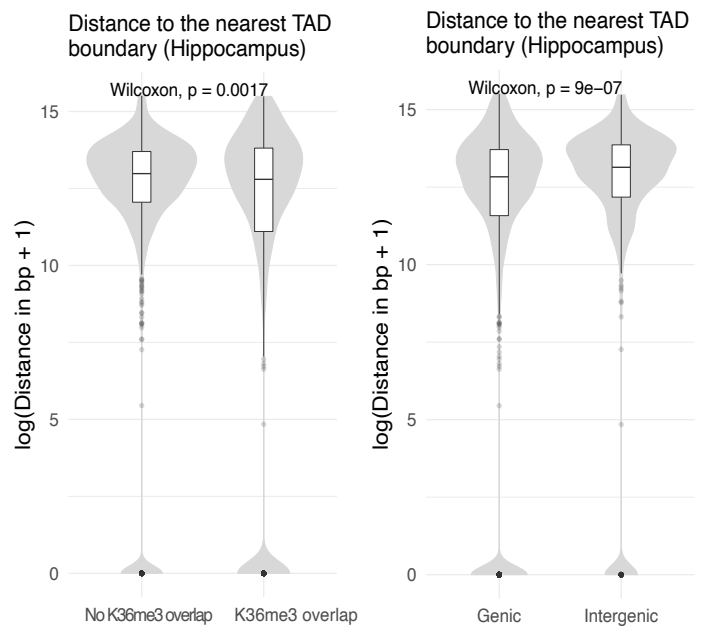 Distance to the nearest TAD
boundary (Hippocampus)
Wilcoxon, p = 0.0017
15
10
5
0
log(Distance in bp + 1)
No K36me3 overlap
K36me3 overlap
Distance to the nearest TAD
boundary (Hippocampus)
Wilcoxon, p = 9e−07
15
10
5
0
log(Distance in bp + 1)
Genic
Intergenic